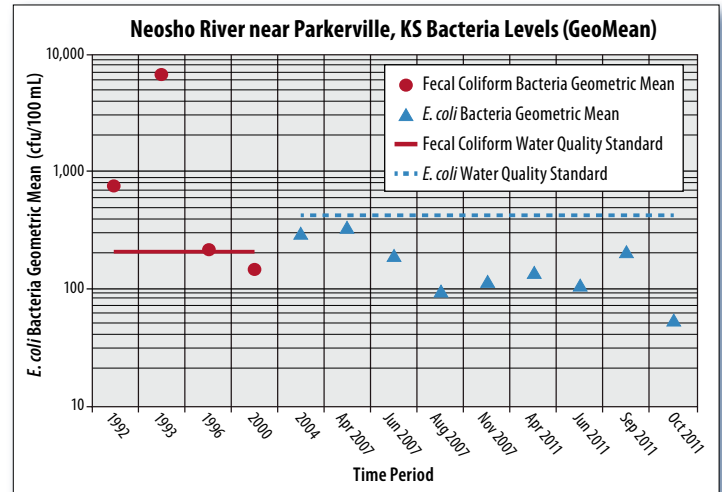 Neosho River near Parkerville, KS Bacteria Levels (GeoMean)
E. coli Bacteria Geometric Mean (cfu/100 mL)
10,000
1,000
100
10
Fecal Coliform Bacteria Geometric Mean
E. coli Bacteria Geometric Mean
Fecal Coliform Water Quality Standard
E. coli Water Quality Standard
1992
1993
1996
2000
2004
Apr 2007
Jun 2007
Aug 2007
Nov 2007
Apr 2011
Jun 2011
Sep 2011
Oct 2011
Time Period